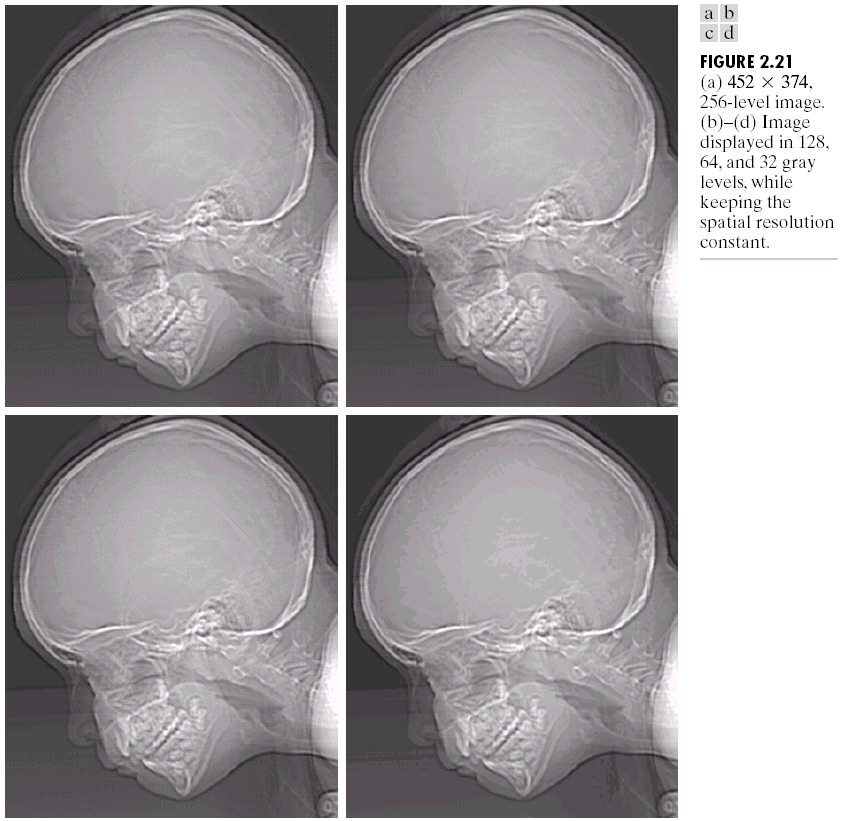 a b
c d
FIGURE 2.21
(a) 452 × 374,
256-level image.
(b)–(d) Image
displayed in 128,
64, and 32 gray
levels, while
keeping the
spatial resolution
constant.